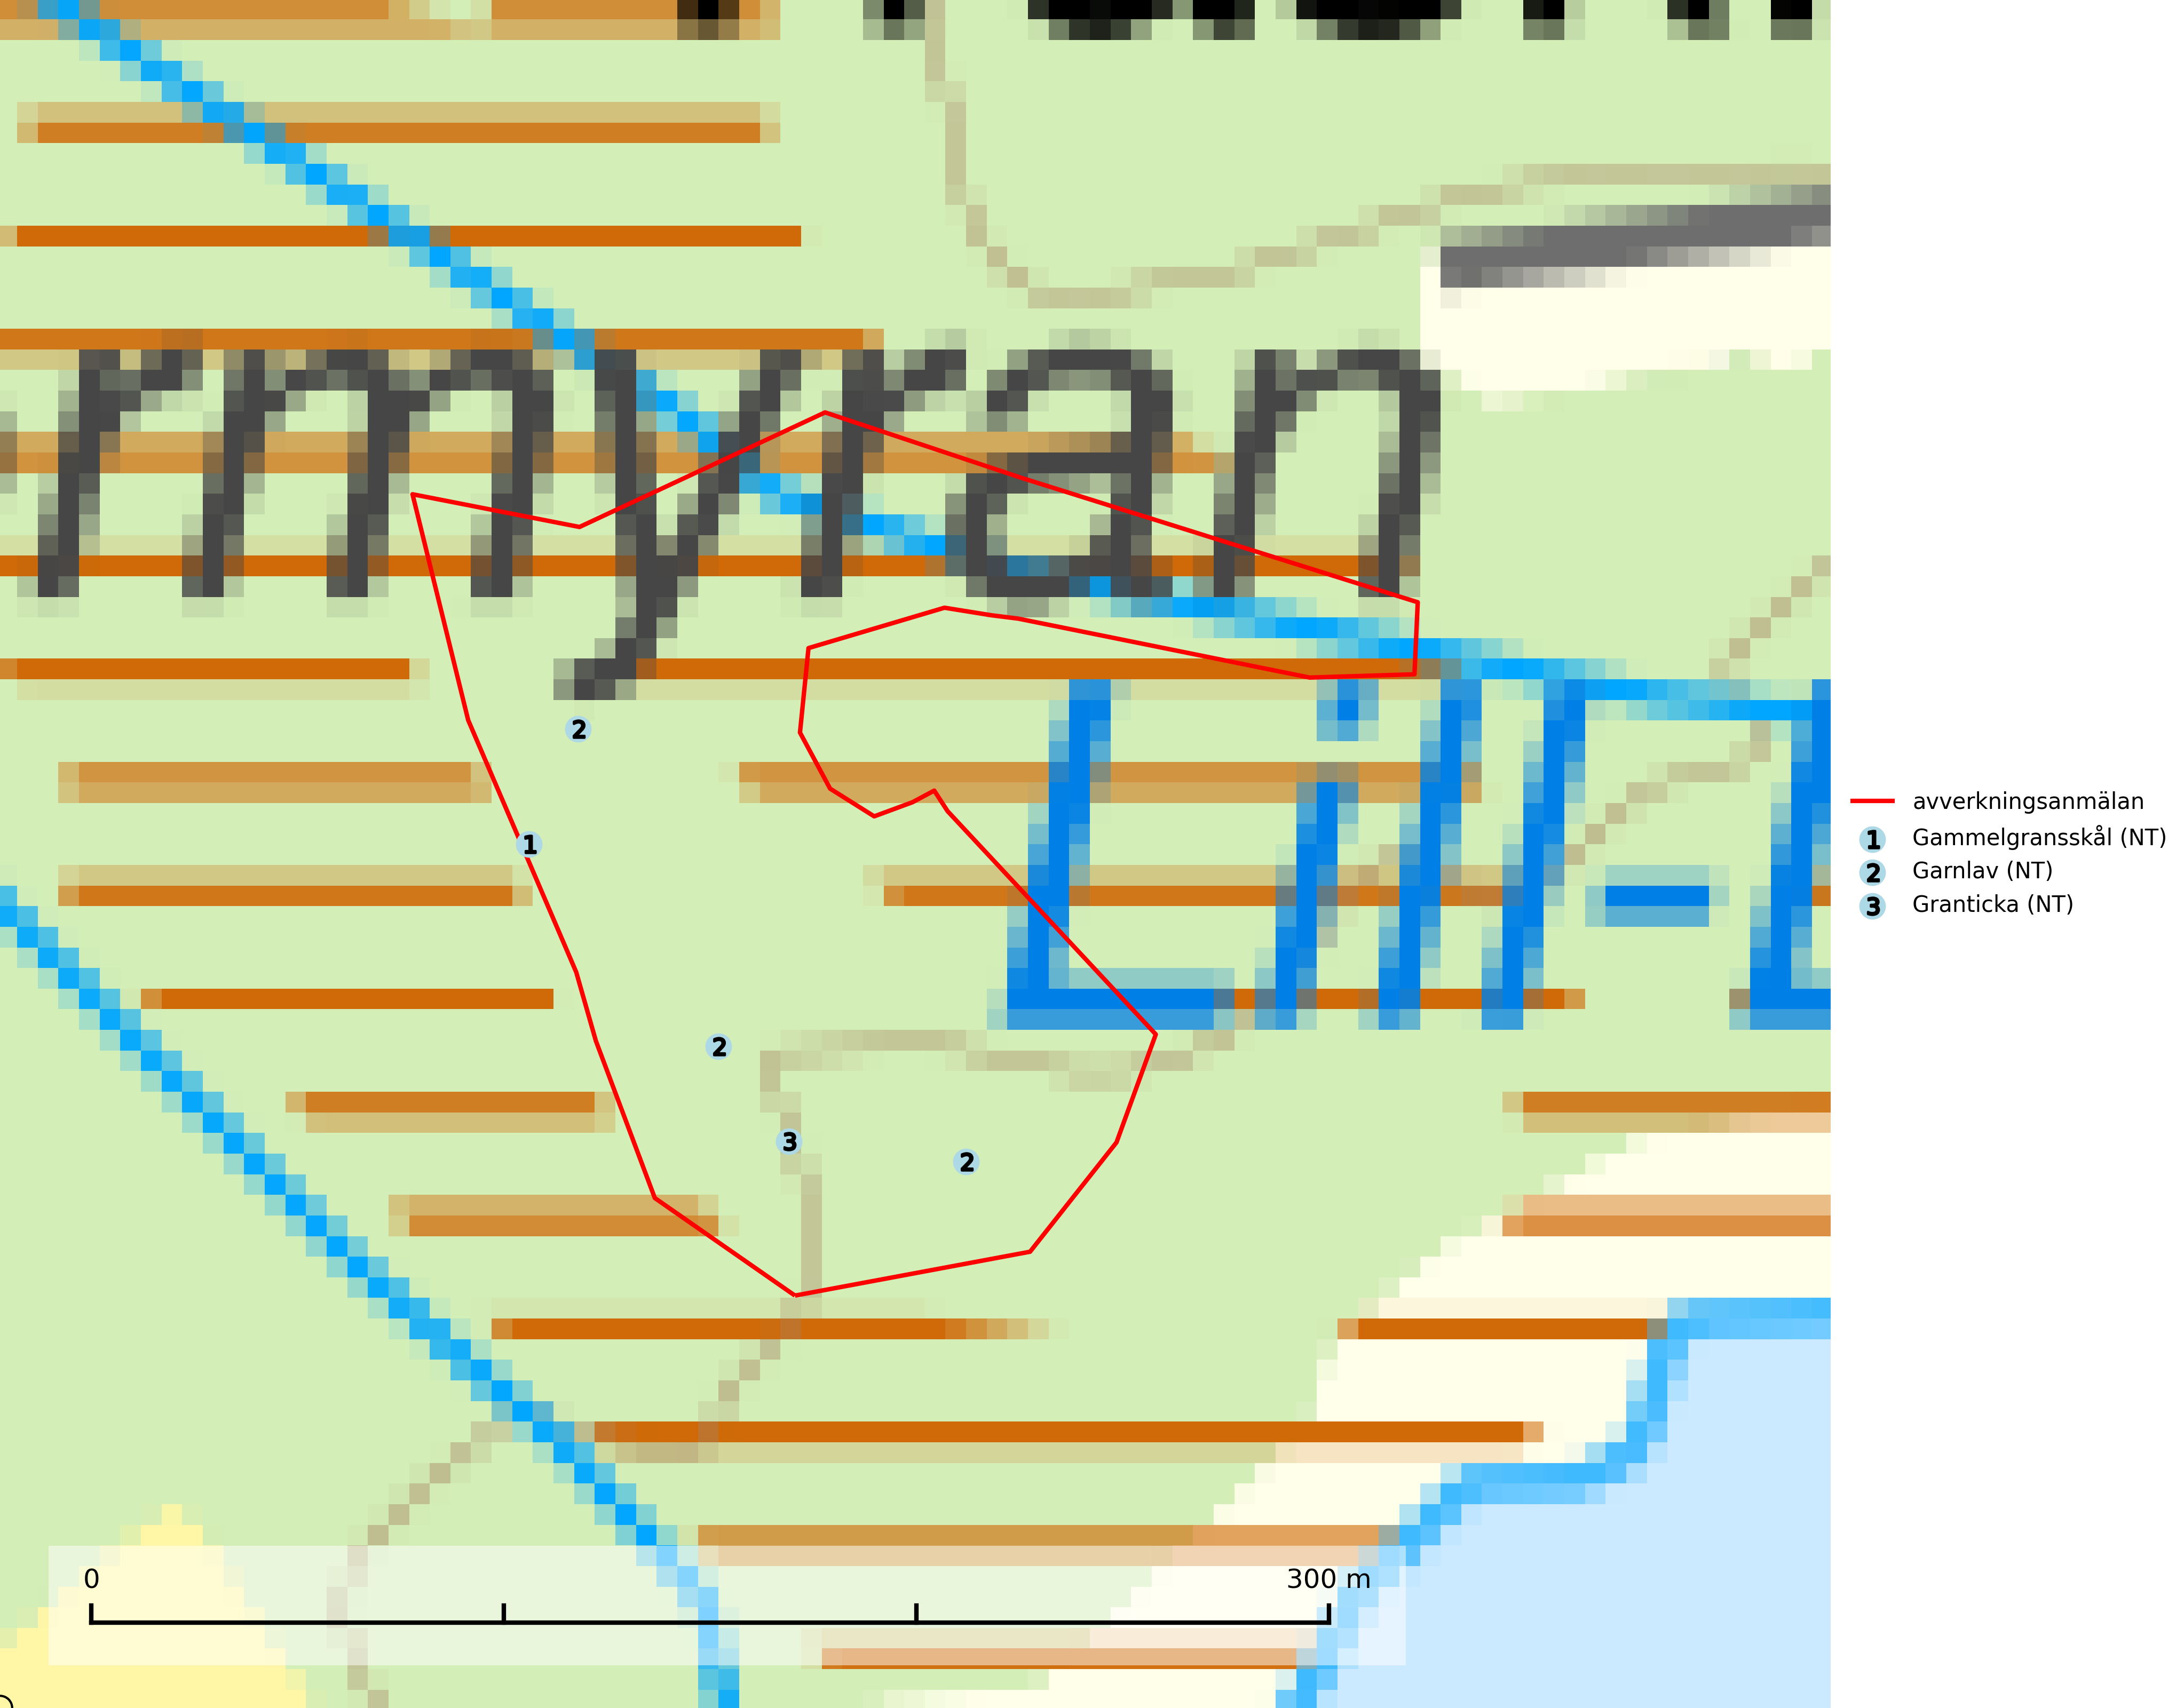 myran
2
1
2
3
2
avverkningsanmälan
1 Gammelgransskål (NT)
2 Garnlav (NT)
3 Granticka (NT)
0 300 m